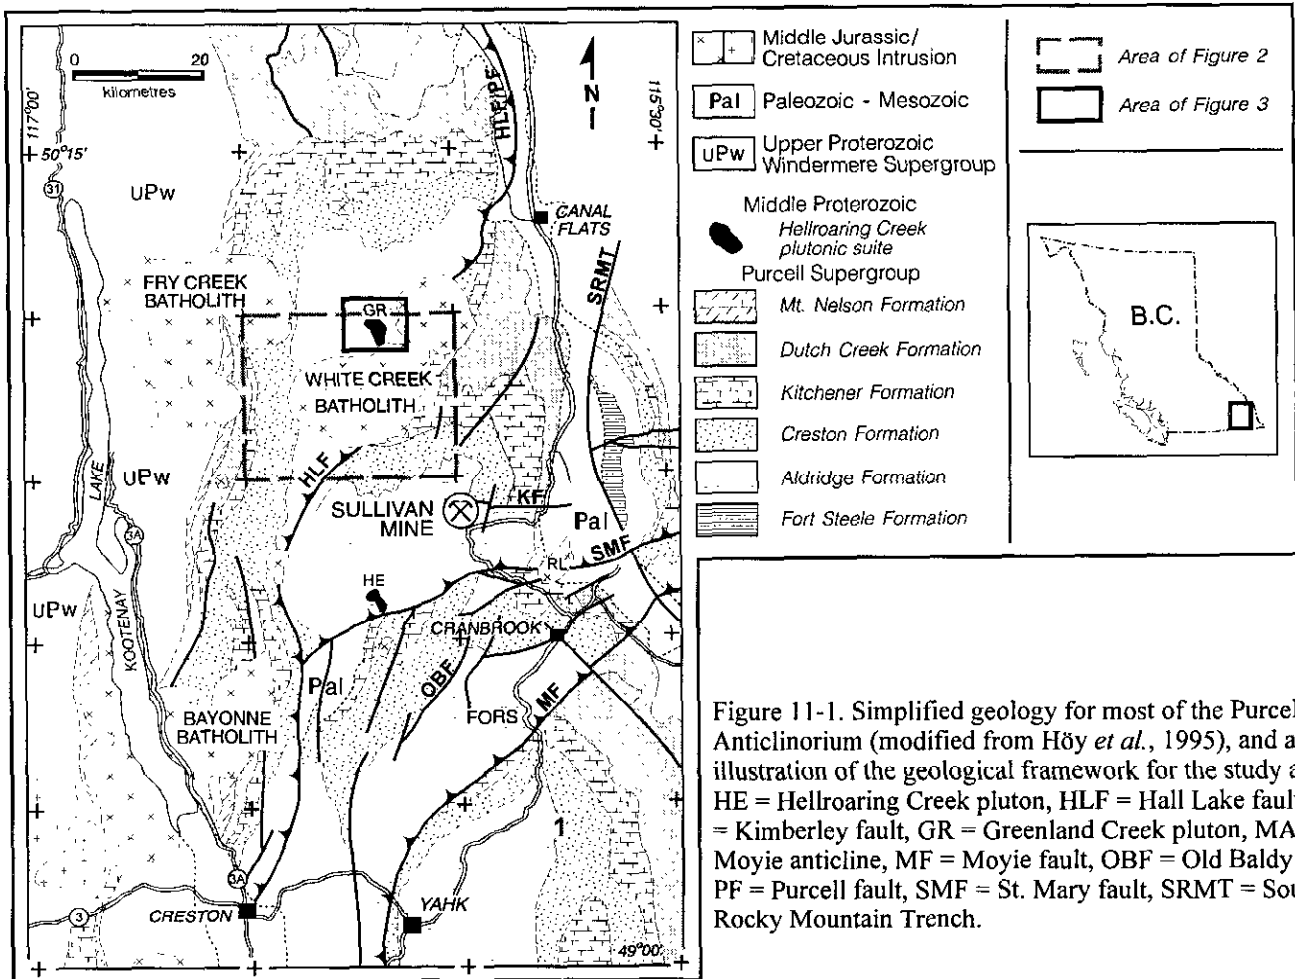 0 20
kilometres
N
117°00'
115°30'
50°15'
HLF/PF
31
uPw
CANAL
FLATS
SRMT
FRY CREEK
BATHOLITH
GR
WHITE CREEK
BATHOLITH
HLF
LAKE
uPw
SULLIVAN
MINE
KF
Pal
3A
SMF
RL
HE
uPw
KOOTENAY
CRANBROOK
Pal
OBF
MF
FORS
BAYONNE
BATHOLITH
1
3A
3
CRESTON
YAHK
49°00'
Middle Jurassic/
Cretaceous Intrusion
Pal Paleozoic - Mesozoic
uPw Upper Proterozoic
Windermere Supergroup
Middle Proterozoic
Hellroaring Creek
plutonic suite
Purcell Supergroup
Mt. Nelson Formation
Dutch Creek Formation
Kitchener Formation
Creston Formation
Aldridge Formation
Fort Steele Formation
Area of Figure 2
Area of Figure 3
B.C.
Figure 11-1. Simplified geology for most of the Purcel
Anticlinorium (modified from Höy et al., 1995), and a
illustration of the geological framework for the study a
HE = Hellroaring Creek pluton, HLF = Hall Lake faul
= Kimberley fault, GR = Greenland Creek pluton, MA
Moyie anticline, MF = Moyie fault, OBF = Old Baldy
PF = Purcell fault, SMF = St. Mary fault, SRMT = Sou
Rocky Mountain Trench.